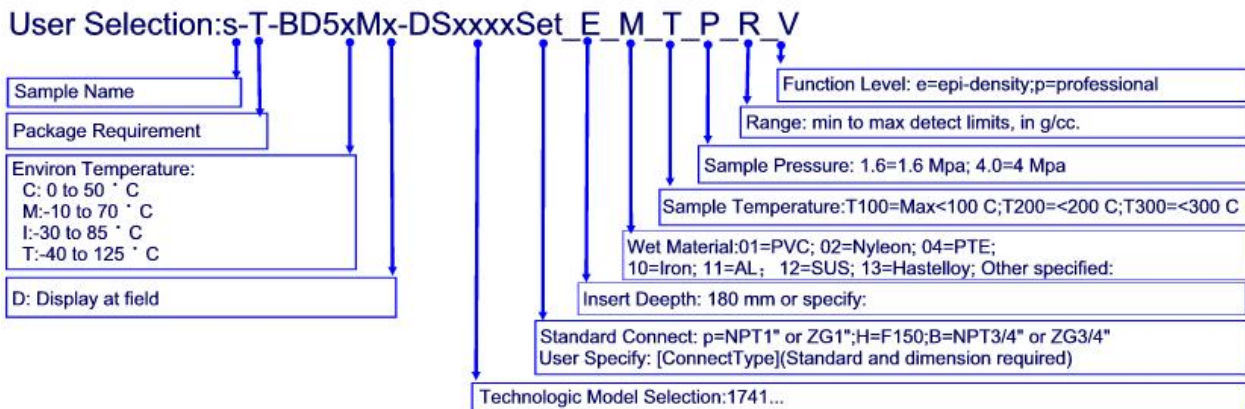 User Selection:s-T-BD5xMx-DSxxxxSet_E_M_T_P_R_V
Sample Name
Package Requirement
Environ Temperature:
C: 0 to 50 ˚ C
M:-10 to 70 ˚ C
I:-30 to 85 ˚ C
T:-40 to 125 ˚ C
D: Display at field
Function Level: e=epi-density;p=professional
Range: min to max detect limits, in g/cc.
Sample Pressure: 1.6=1.6 Mpa; 4.0=4 Mpa
Sample Temperature:T100=Max<100 C;T200=<200 C;T300=<300 C
Wet Material:01=PVC; 02=Nyleon; 04=PTE;
10=Iron; 11=AL; 12=SUS; 13=Hastelloy; Other specified:
Insert Deepth: 180 mm or specify:
Standard Connect: p=NPT1" or ZG1";H=F150;B=NPT3/4" or ZG3/4"
User Specify: [ConnectType](Standard and dimension required)
Technologic Model Selection:1741...